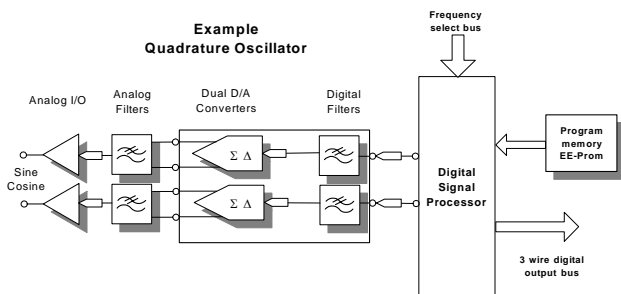 Example
Quadrature Oscillator
Frequency
select bus
Analog I/O
Analog
Filters
Dual D/A
Converters
Digital
Filters
Sine
Cosine
Σ Δ
Σ Δ
Digital
Signal
Processor
Program
memory
EE-Prom
3 wire digital
output bus